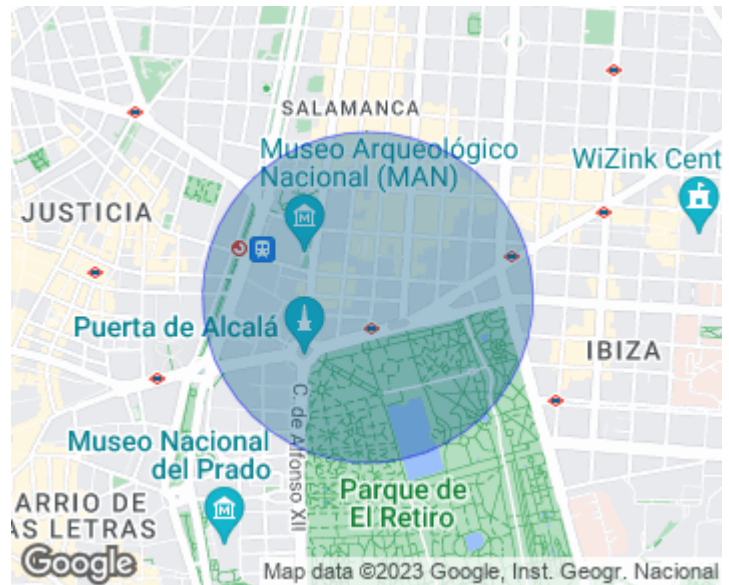 SALAMANCA
Museo Arqueológico
Nacional (MAN)
WiZink Cent
JUSTICIA
Puerta de Alcalá
IBIZA
C. de Alfonso XII
Museo Nacional
del Prado
Parque de
El Retiro
ARRIO DE
AS LETRAS
Google
Map data ©2023 Google, Inst. Geogr. Nacional